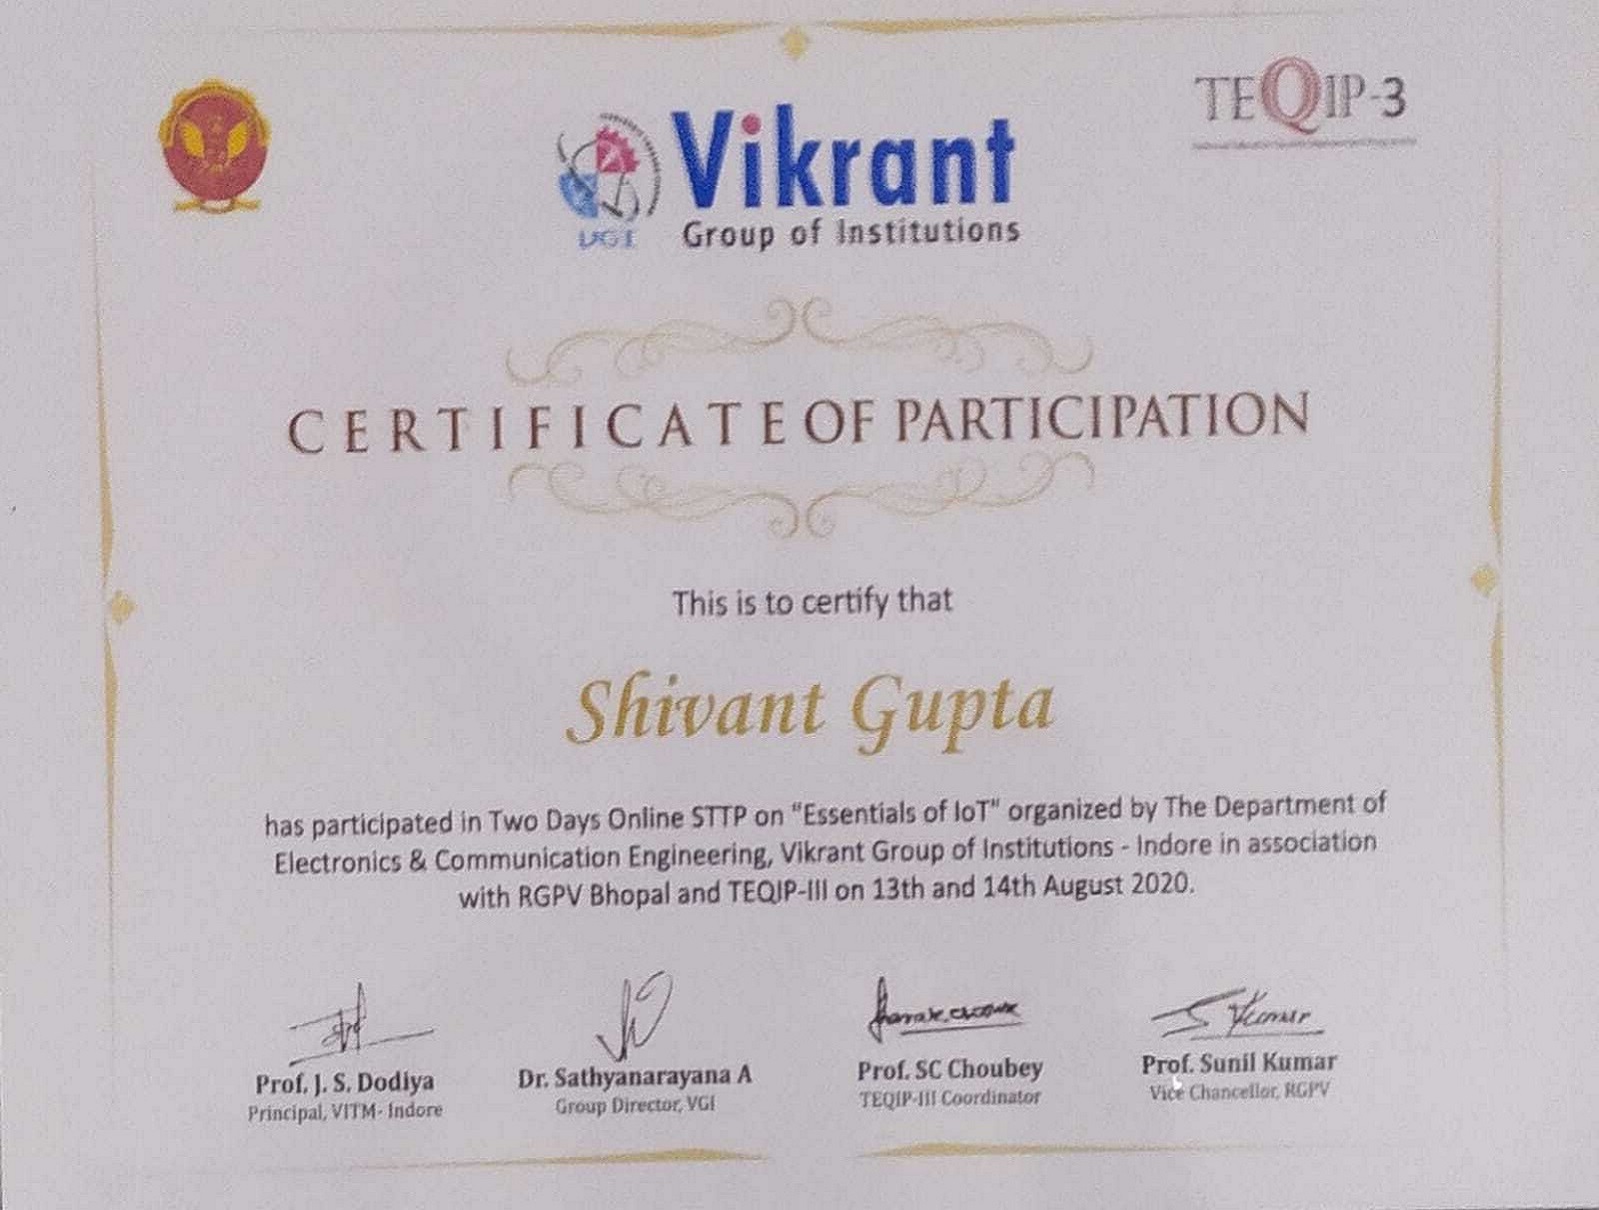 TEQIP-3
Vikrant
VGI
Group of Institutions
CERTIFICATE OF PARTICIPATION
This is to certify that
Shivant Gupta
has participated in Two Days Online STTP on "Essentials of IoT" organized by The Department of
Electronics & Communication Engineering, Vikrant Group of Institutions - Indore in association
with RGPV Bhopal and TEQIP-III on 13th and 14th August 2020.
Prof. J. S. Dodiya
Principal, VITM- Indore
Dr. Sathyanarayana A
Group Director, VGI
Prof. SC Choubey
TEQIP-III Coordinator
S Kumar
Prof. Sunil Kumar
Vice Chancellor, RGPV